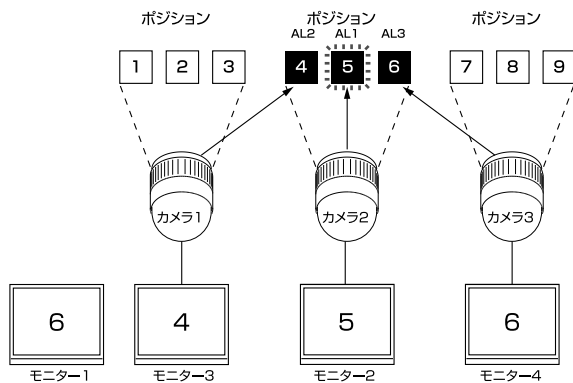 ポジション ポジション ポジション
AL2 AL1 AL3
1 2 3 4 5 6 7 8 9
カメラ1 カメラ2 カメラ3
6 4 5 6
モニター1 モニター3 モニター2 モニター4